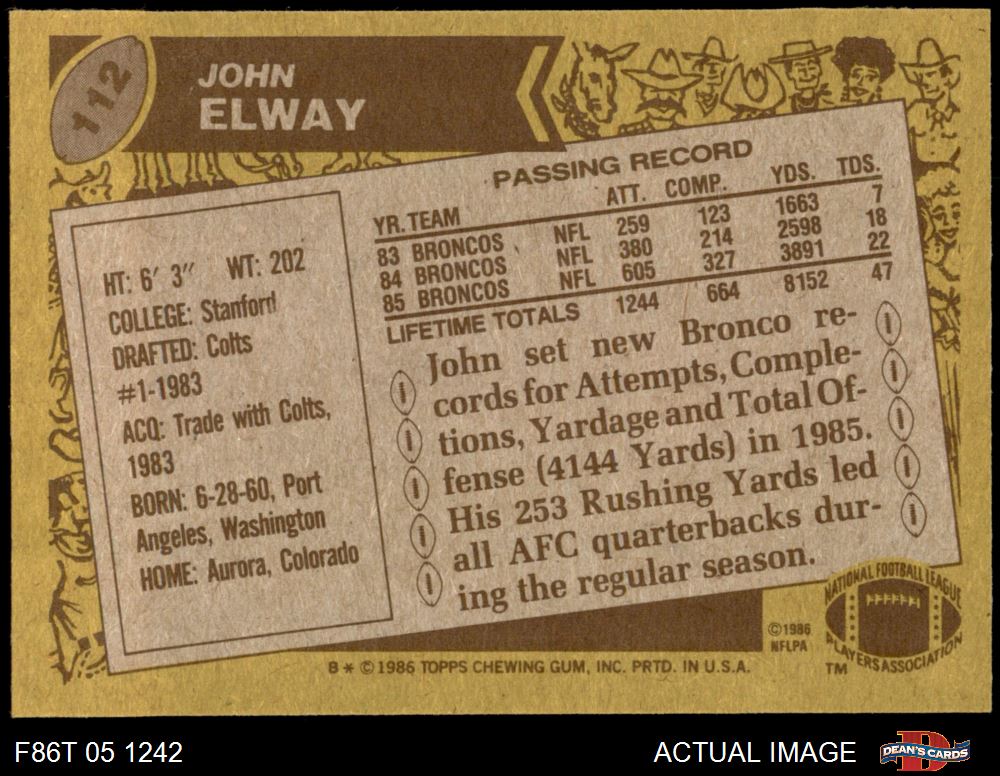 112
JOHN
ELWAY
PASSING RECORD
YR. TEAM ATT. COMP. YDS. TDS.
83 BRONCOS NFL 259 123 1663 7
84 BRONCOS NFL 380 214 2598 18
85 BRONCOS NFL 605 327 3891 22
LIFETIME TOTALS 1244 664 8152 47
HT: 6' 3" WT: 202
COLLEGE: Stanford
DRAFTED: Colts
#1-1983
ACQ: Trade with Colts,
1983
BORN: 6-28-60, Port
Angeles, Washington
HOME: Aurora, Colorado
John set new Bronco re-
cords for Attempts, Comple-
tions, Yardage and Total Of-
fense (4144 Yards) in 1985.
His 253 Rushing Yards led
all AFC quarterbacks dur-
ing the regular season.
©1986
NFLPA
NATIONAL FOOTBALL LEAGUE
PLAYERS ASSOCIATION
TM
B * © 1986 TOPPS CHEWING GUM, INC. PRTD. IN U.S.A.
F86T 05 1242
ACTUAL IMAGE
D
DEAN'S CARDS